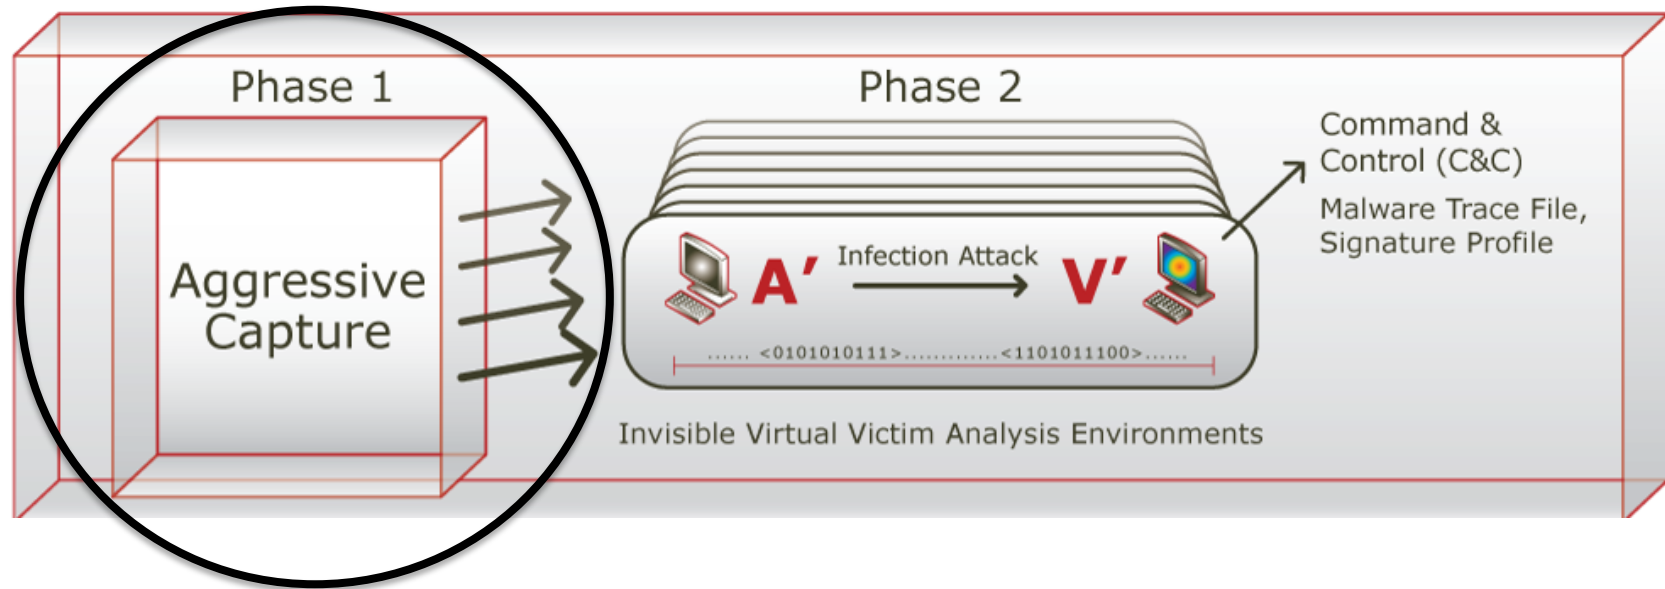 Phase 1
Aggressive
Capture
Phase 2
Infection Attack
A′
V′
...... <0101010111>.............<1101011100>......
Invisible Virtual Victim Analysis Environments
Command &
Control (C&C)
Malware Trace File,
Signature Profile